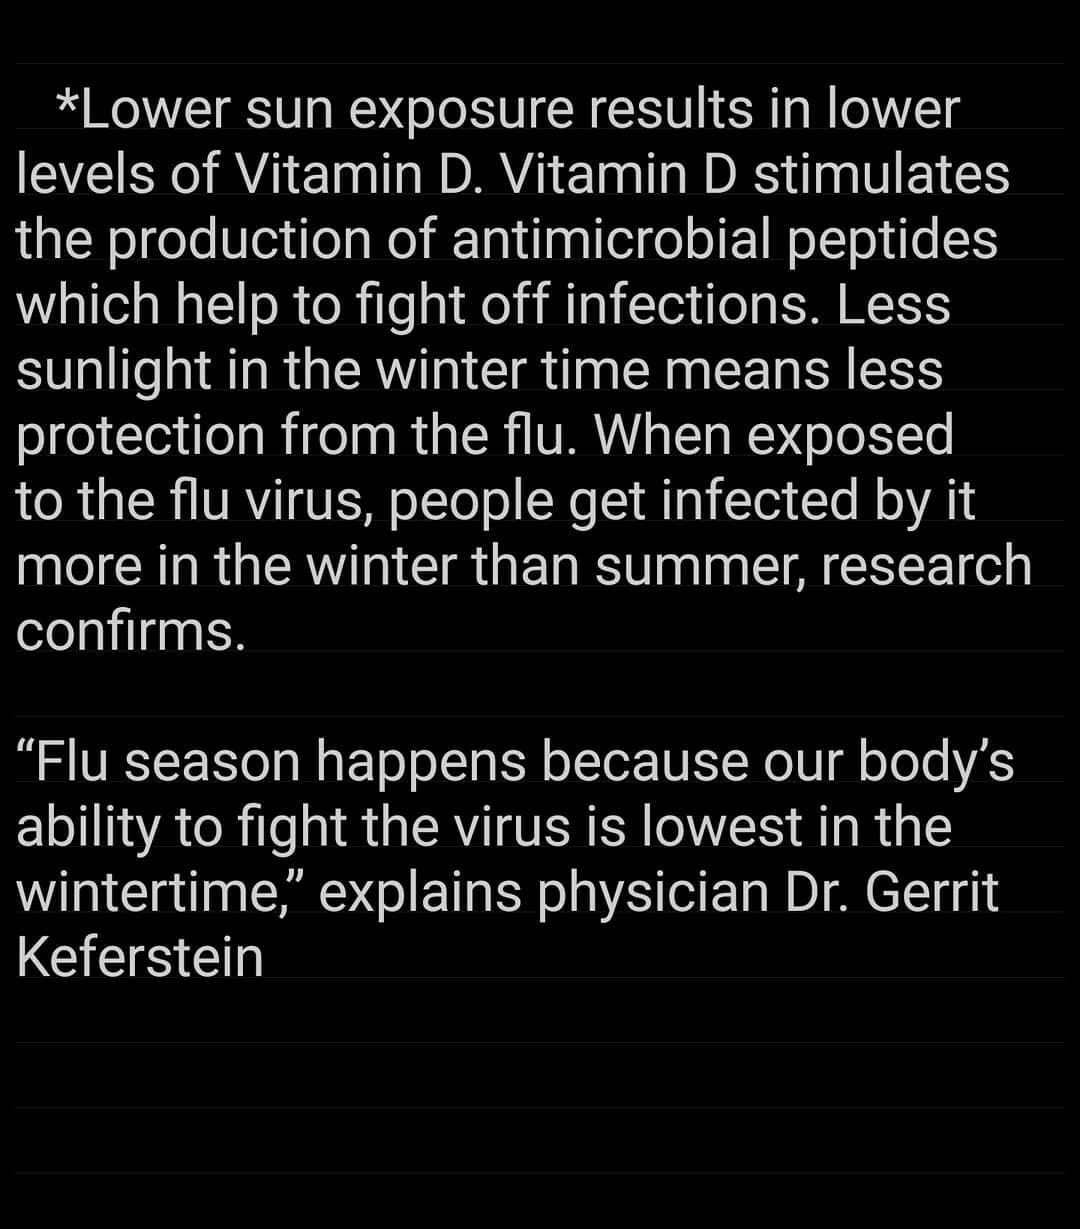 *Lower sun exposure results in lower
levels of Vitamin D. Vitamin D stimulates
the production of antimicrobial peptides
which help to fight off infections. Less
sunlight in the winter time means less
protection from the flu. When exposed
to the flu virus, people get infected by it
more in the winter than summer, research
confirms.
“Flu season happens because our body’s
ability to fight the virus is lowest in the
wintertime,” explains physician Dr. Gerrit
Keferstein